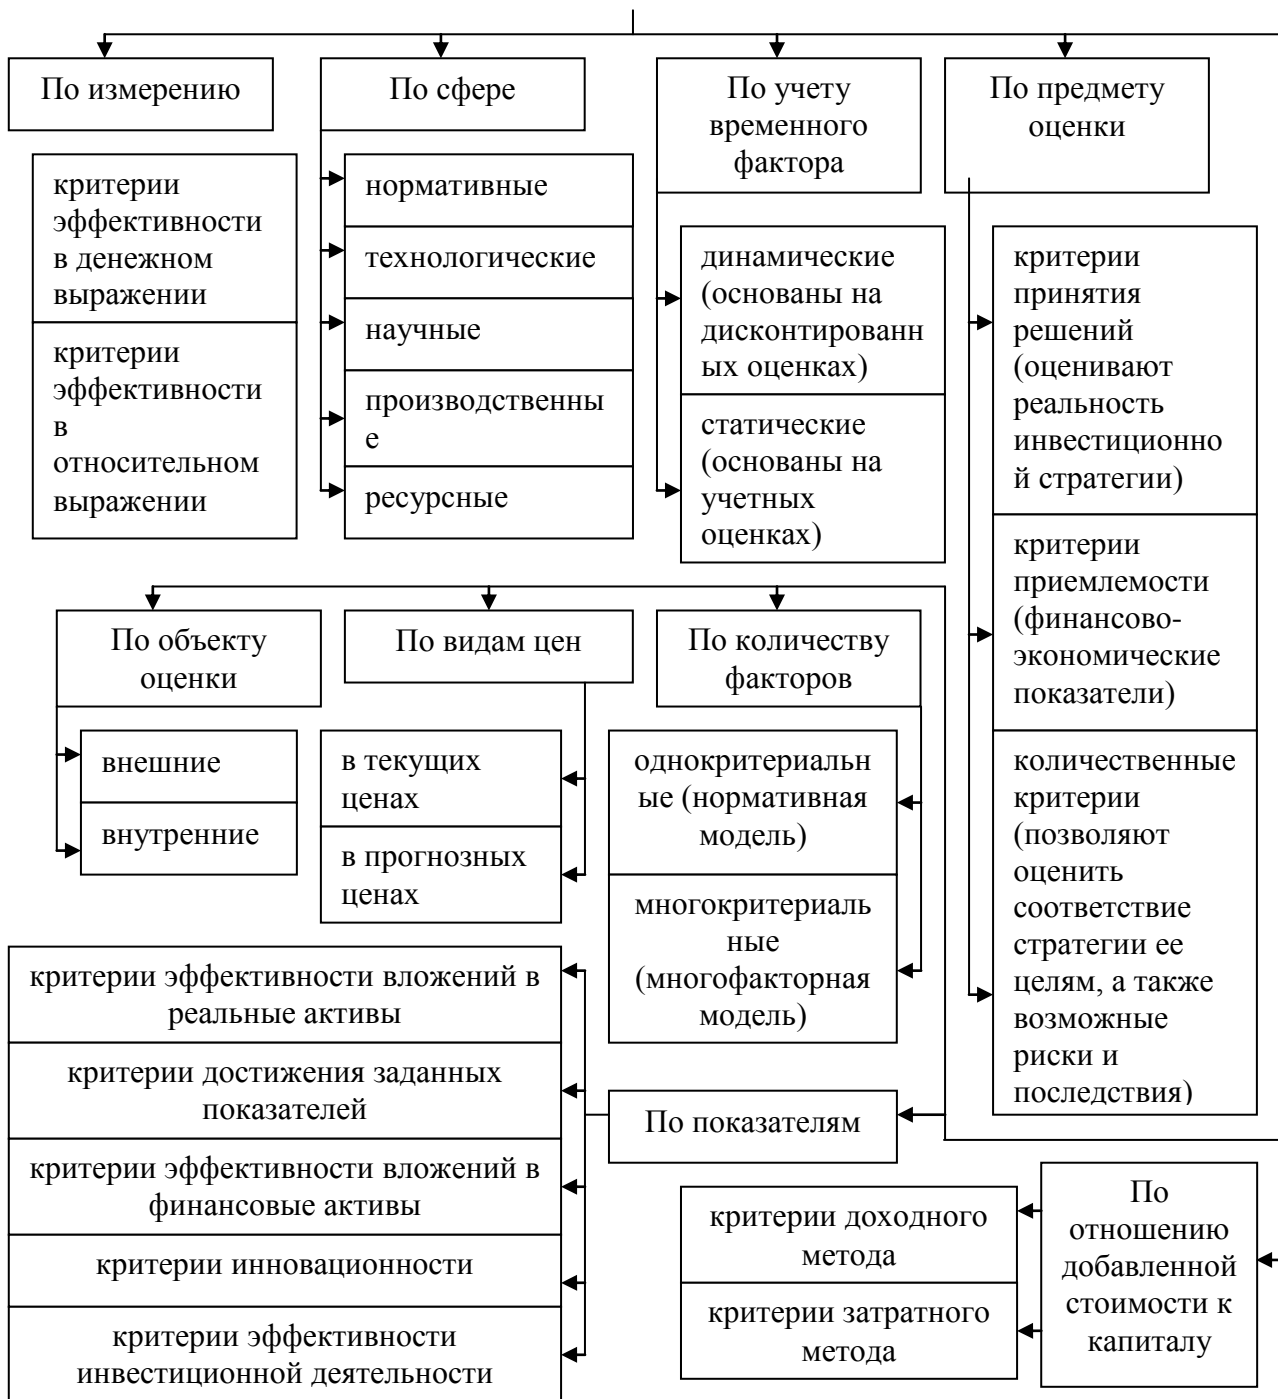 По измерению
критерии
эффективности
в денежном
выражении
критерии
эффективности
в
относительном
выражении
По сфере
нормативные
технологические
научные
производственны
е
ресурсные
По учету
временного
фактора
динамические
(основаны на
дисконтированн
ых оценках)
статические
(основаны на
учетных
оценках)
По предмету
оценки
критерии
принятия
решений
(оценивают
реальность
инвестиционно
й стратегии)
критерии
приемлемости
(финансово-
экономические
показатели)
количественные
критерии
(позволяют
оценить
соответствие
стратегии ее
целям, а также
возможные
риски и
последствия)
По объекту
оценки
внешние
внутренние
По видам цен
в текущих
ценах
в прогнозных
ценах
По количеству
факторов
однокритериальн
ые (нормативная
модель)
многокритериаль
ные
(многофакторная
модель)
По показателям
критерии эффективности вложений в
реальные активы
критерии достижения заданных
показателей
критерии эффективности вложений в
финансовые активы
критерии инновационности
критерии эффективности
инвестиционной деятельности
По
отношению
добавленной
стоимости к
капиталу
критерии доходного
метода
критерии затратного
метода